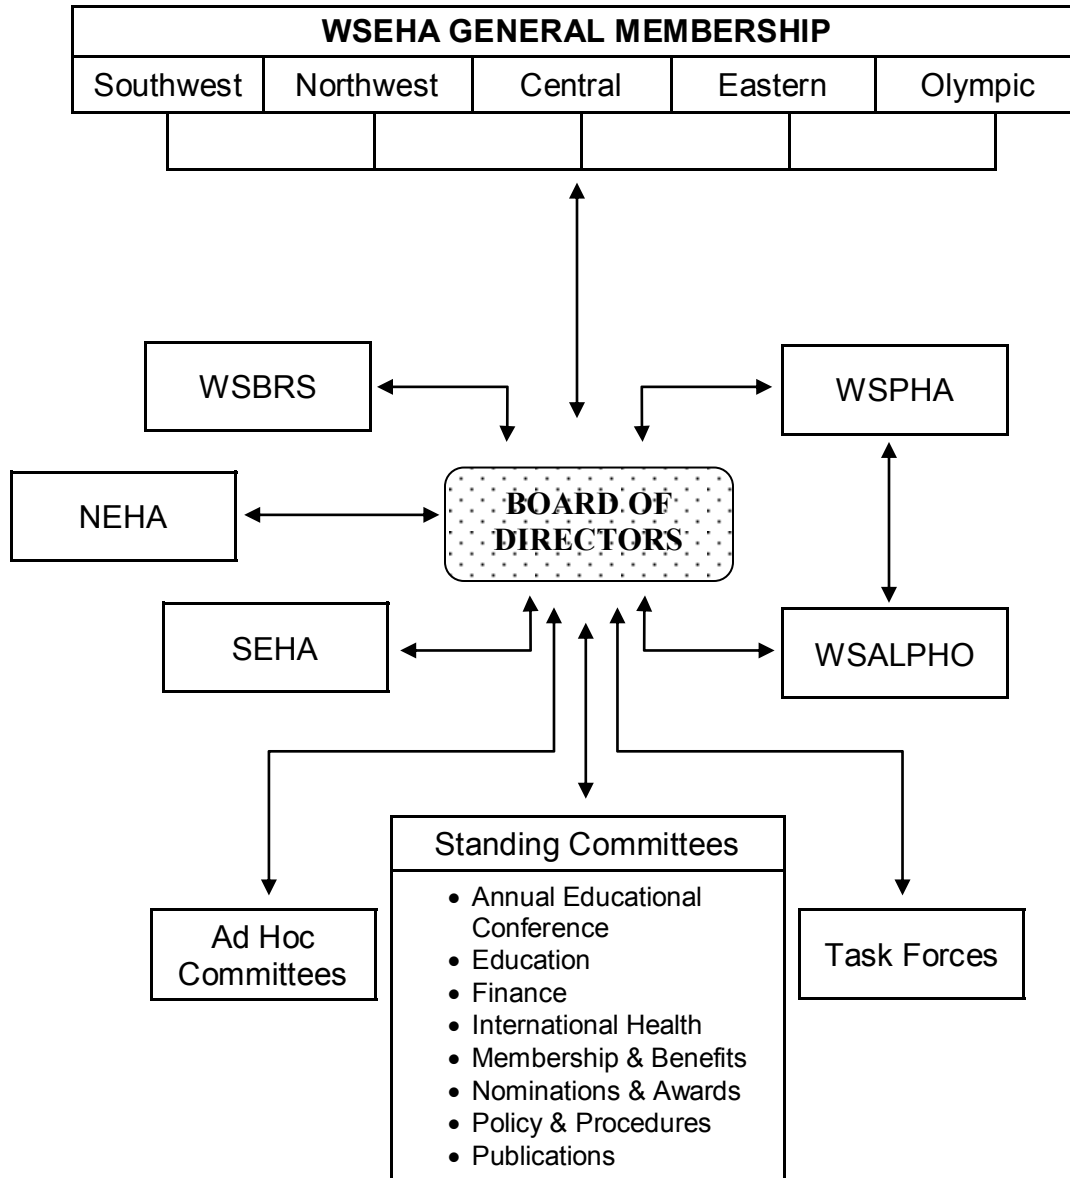 WSEHA GENERAL MEMBERSHIP
Southwest Northwest Central Eastern Olympic
WSBRS
WSPHA
NEHA
BOARD OF
DIRECTORS
SEHA
WSALPHO
Standing Committees
• Annual Educational
Conference
• Education
• Finance
• International Health
• Membership & Benefits
• Nominations & Awards
• Policy & Procedures
• Publications
Ad Hoc
Committees
Task Forces